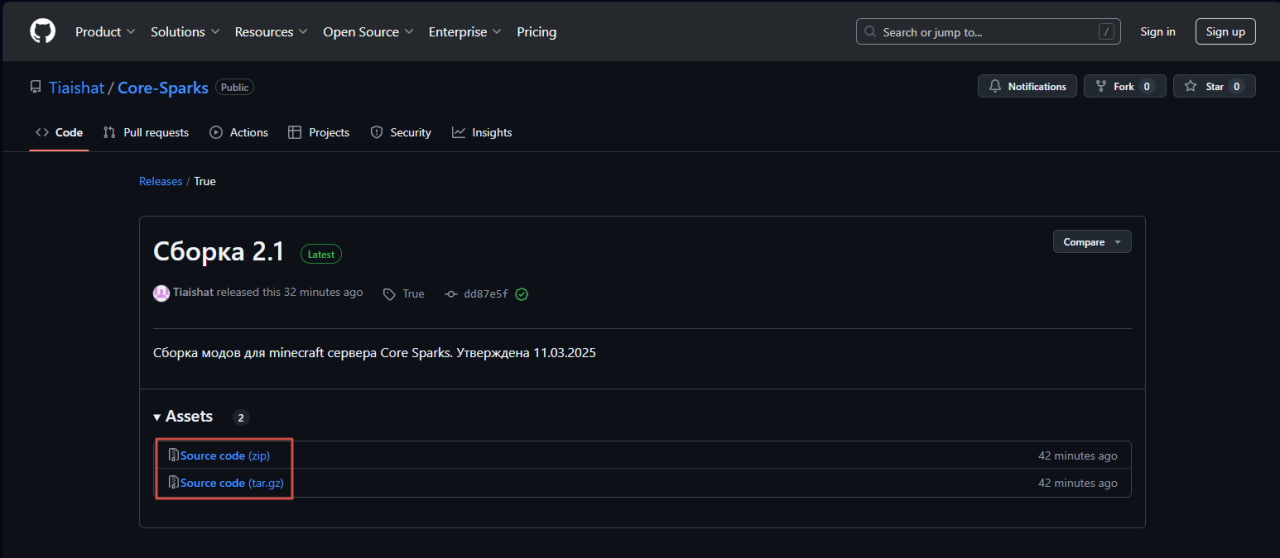 Product Solutions Resources Open Source Enterprise Pricing Search or jump to... / Sign in Sign up
Tiaishat / Core-Sparks Public Notifications Fork 0 Star 0
Code Pull requests Actions Projects Security Insights
Releases / True
Сборка 2.1 Latest Compare
Tiaishat released this 32 minutes ago True dd87e5f
Сборка модов для minecraft сервера Core Sparks. Утверждена 11.03.2025
Assets 2
Source code (zip) 42 minutes ago
Source code (tar.gz) 42 minutes ago